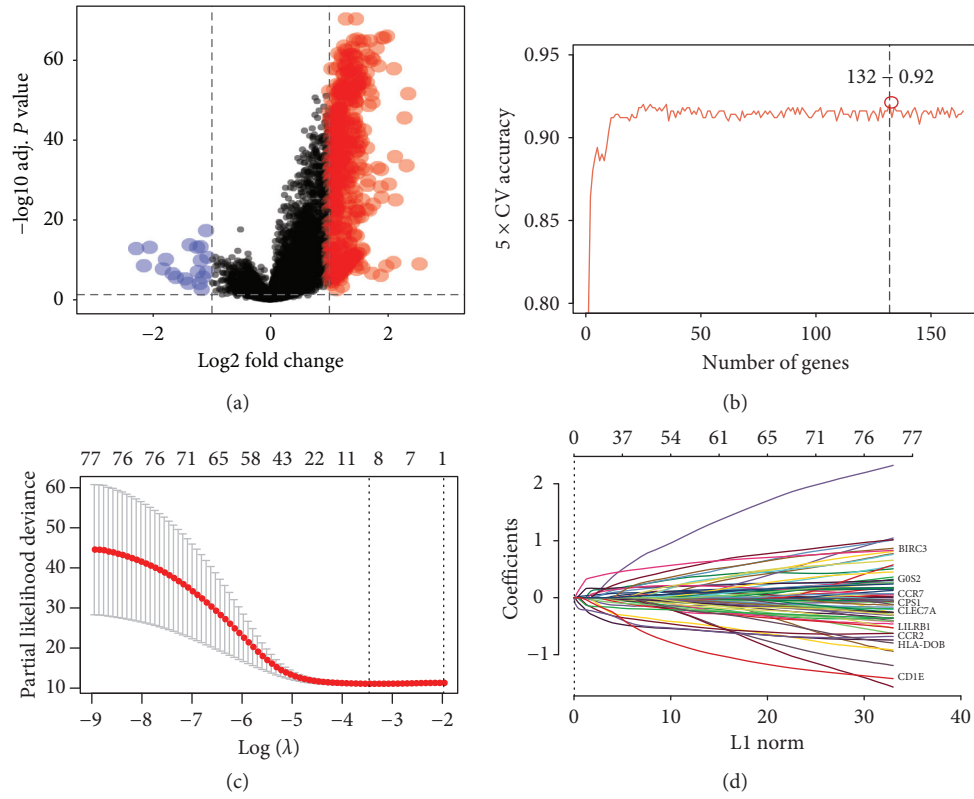 60
40
20
0
−log10 adj. P value
−2
0
2
Log2 fold change
(a)
0.95
0.90
0.85
0.80
5 × CV accuracy
132 – 0.92
0
50
100
150
Number of genes
(b)
77 76 76 71 65 58 43 22 11 8 7 1
60
50
40
30
20
10
Partial likelihood deviance
−9 −8 −7 −6 −5 −4 −3 −2
Log (λ)
(c)
0 37 54 61 65 71 76 77
2
1
0
−1
Coefficients
BIRC3
G0S2
CCR7
CPS1
CLEC7A
LILRB1
CCR2
HLA-DOB
CD1E
0 10 20 30 40
L1 norm
(d)